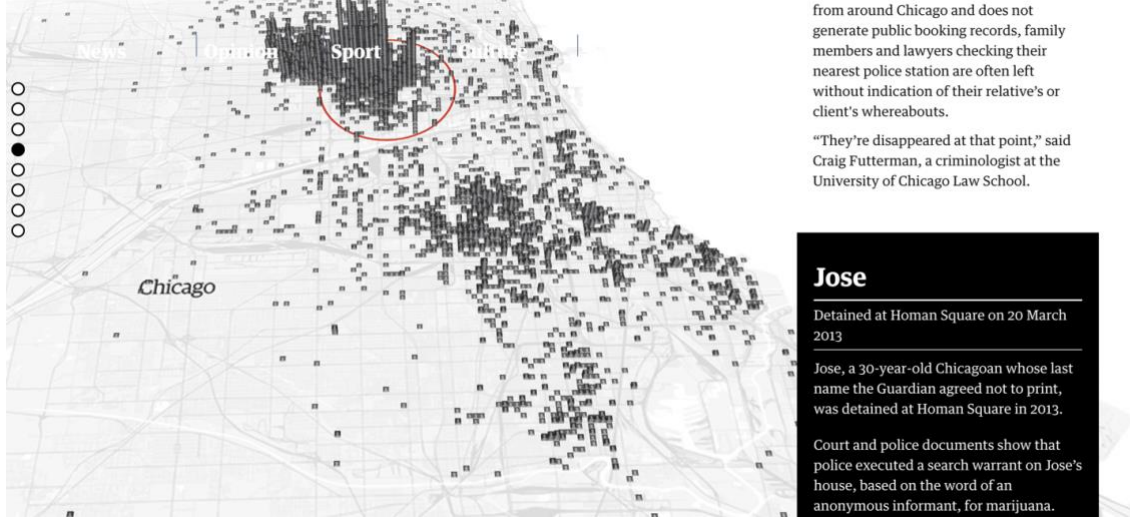 from around Chicago and does not
generate public booking records, family
members and lawyers checking their
nearest police station are often left
without indication of their relative's or
client's whereabouts.
“They’re disappeared at that point,” said
Craig Futterman, a criminologist at the
University of Chicago Law School.
News Opinion Sport Culture
Chicago
Jose
Detained at Homan Square on 20 March
2013
Jose, a 30-year-old Chicagoan whose last
name the Guardian agreed not to print,
was detained at Homan Square in 2013.
Court and police documents show that
police executed a search warrant on Jose’s
house, based on the word of an
anonymous informant, for marijuana.